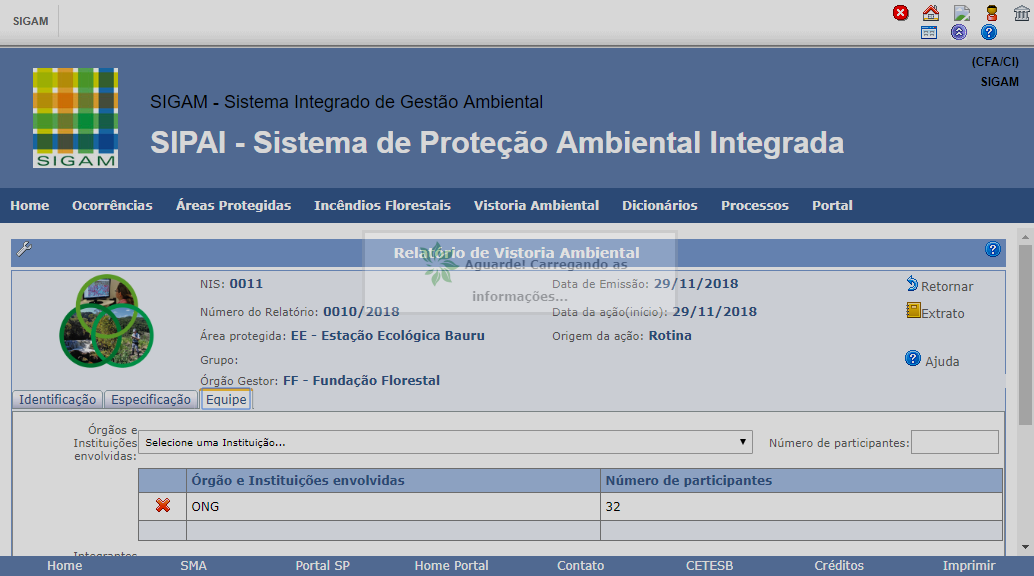 SIGAM
(CFA/CI)
SIGAM
SIGAM
SIGAM - Sistema Integrado de Gestão Ambiental
SIPAI - Sistema de Proteção Ambiental Integrada
Home Ocorrências Áreas Protegidas Incêndios Florestais Vistoria Ambiental Dicionários Processos Portal
Relatório de Vistoria Ambiental
Aguarde! Carregando as
informações...
NIS: 0011 Data de Emissão: 29/11/2018
Número do Relatório: 0010/2018 Data da ação(início): 29/11/2018
Área protegida: EE - Estação Ecológica Bauru Origem da ação: Rotina
Grupo:
Órgão Gestor: FF - Fundação Florestal
Retornar
Extrato
Ajuda
Identificação Especificação Equipe
Órgãos e
Instituições
envolvidas:
Selecione uma Instituição... Número de participantes:
Órgão e Instituições envolvidas Número de participantes
ONG 32
Integrantes
Home SMA Portal SP Home Portal Contato CETESB Créditos Imprimir